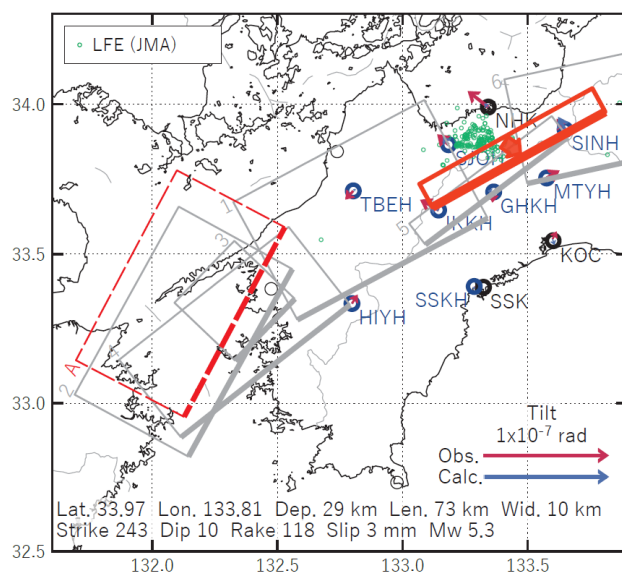 LFE (JMA)
6
34.0
NHI
SJOH
SINH
TBEH
GHKH
MTYH
IKKH
1
5
33.5
3
KOC
SSKH
SSK
HIYH
A
2
33.0
Tilt
1x10-7 rad
Obs.
Calc.
Lat. 33.97 Lon. 133.81 Dep. 29 km Len. 73 km Wid. 10 km
Strike 243 Dip 10 Rake 118 Slip 3 mm Mw 5.3
32.5
132.0 132.5 133.0 133.5